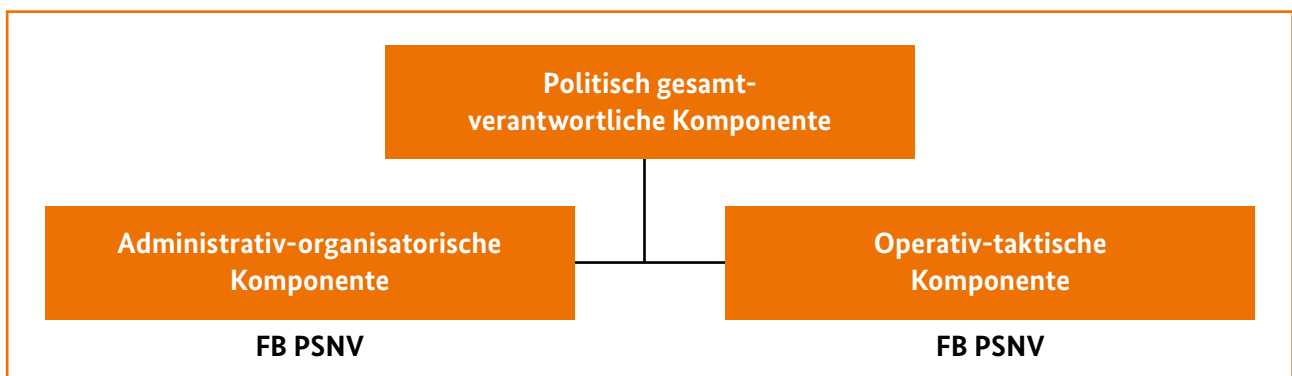 Politisch gesamt-
verantwortliche Komponente
Administrativ-organisatorische
Komponente
Operativ-taktische
Komponente
FB PSNV
FB PSNV